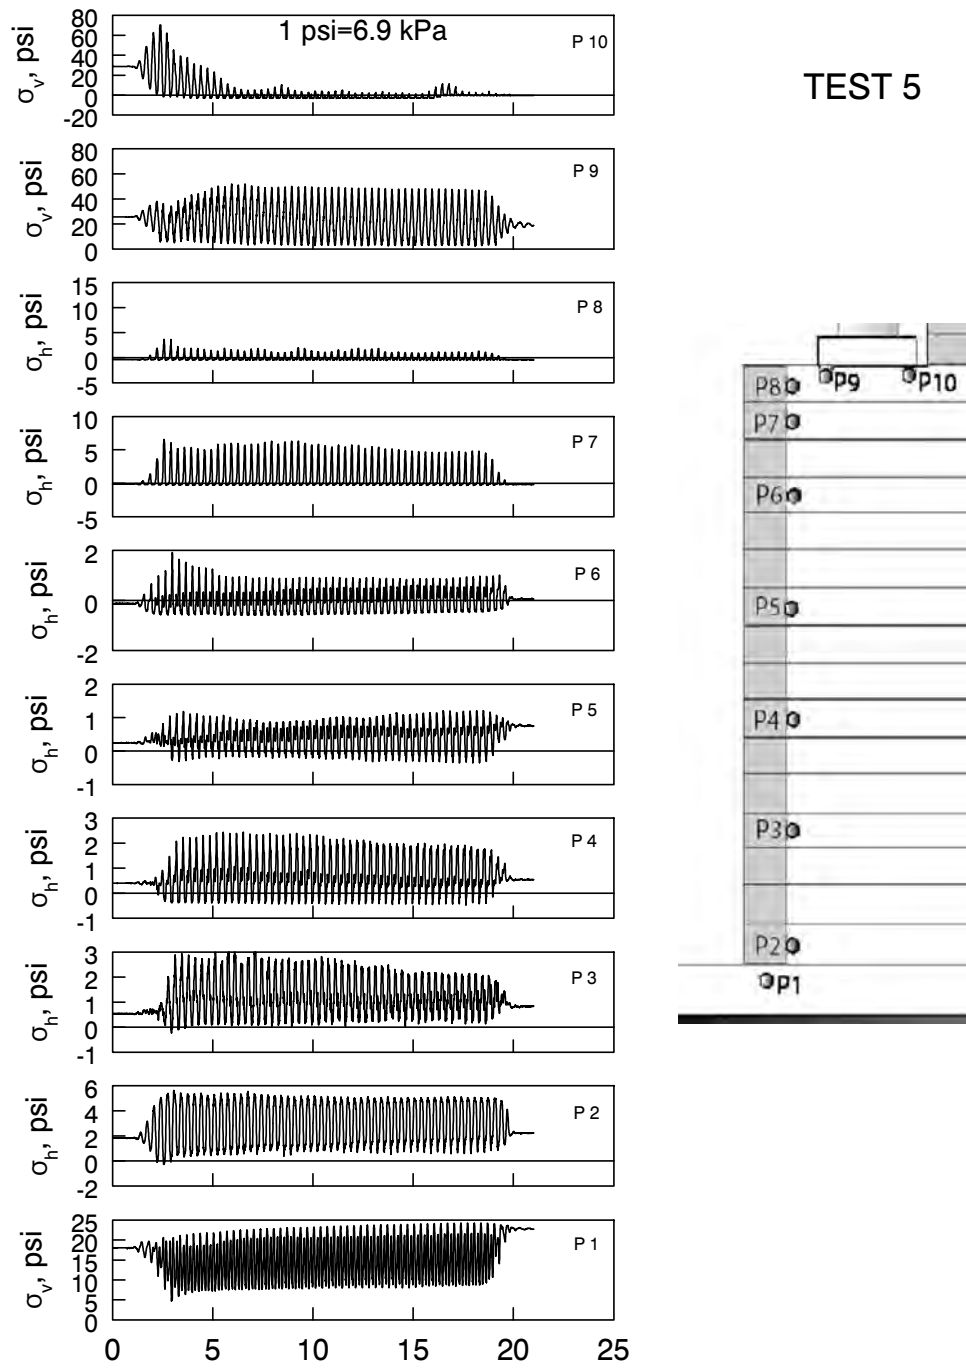 1 psi=6.9 kPa
TEST 5
σv, psi
80
60
40
20
0
-20
P 10
σv, psi
80
60
40
20
0
P 9
σh, psi
15
10
5
0
-5
P 8
σh, psi
10
5
0
-5
P 7
σh, psi
2
0
-2
P 6
σh, psi
2
1
0
-1
P 5
σh, psi
3
2
1
0
-1
P 4
σh, psi
3
2
1
0
-1
P 3
σh, psi
6
4
2
0
-2
P 2
σv, psi
25
20
15
10
5
0
P 1
0 5 10 15 20 25
P8 P9 P10
P7
P6
P5
P4
P3
P2
P1